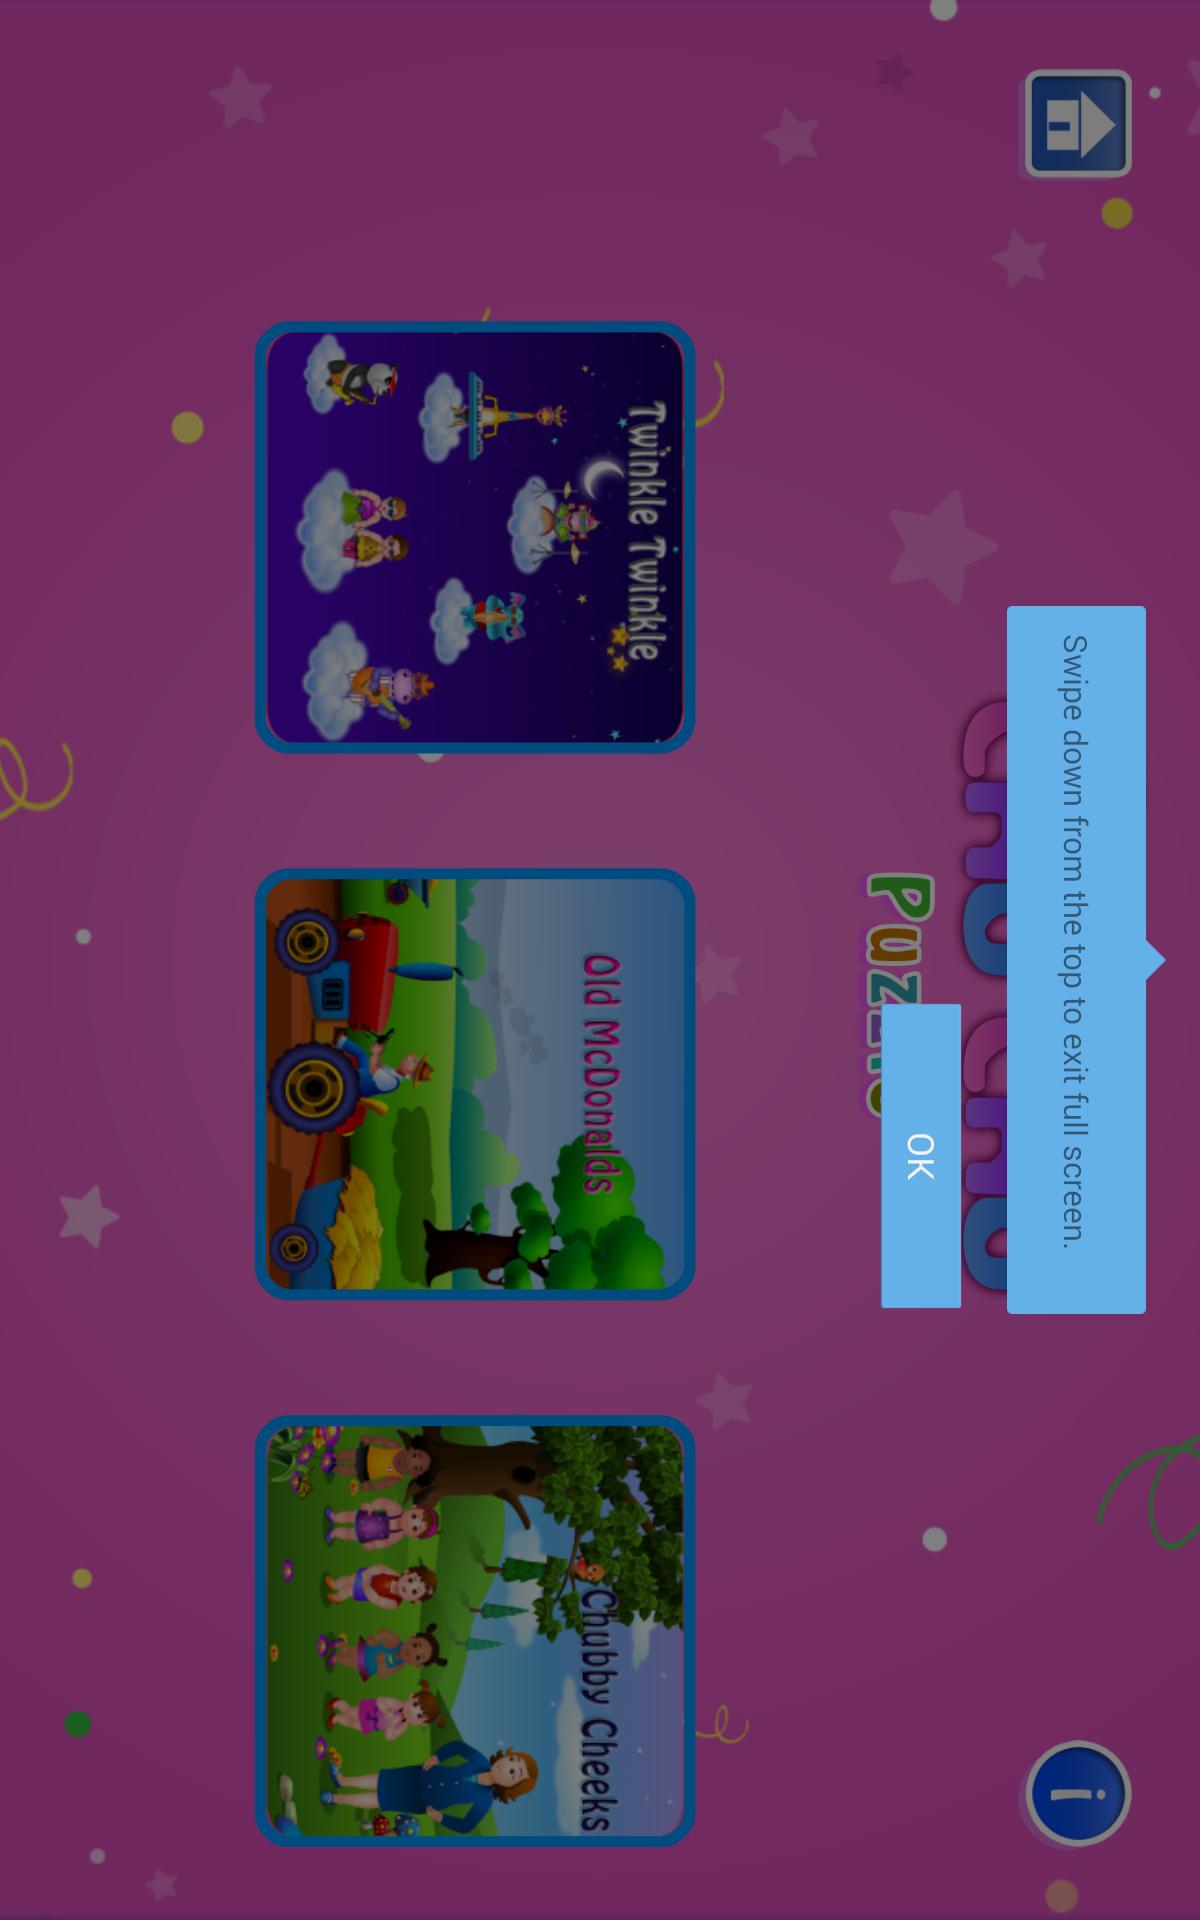 Swipe down from the top to exit full screen.
OK
Twinkle Twinkle
Old McDonalds
Chubby Cheeks